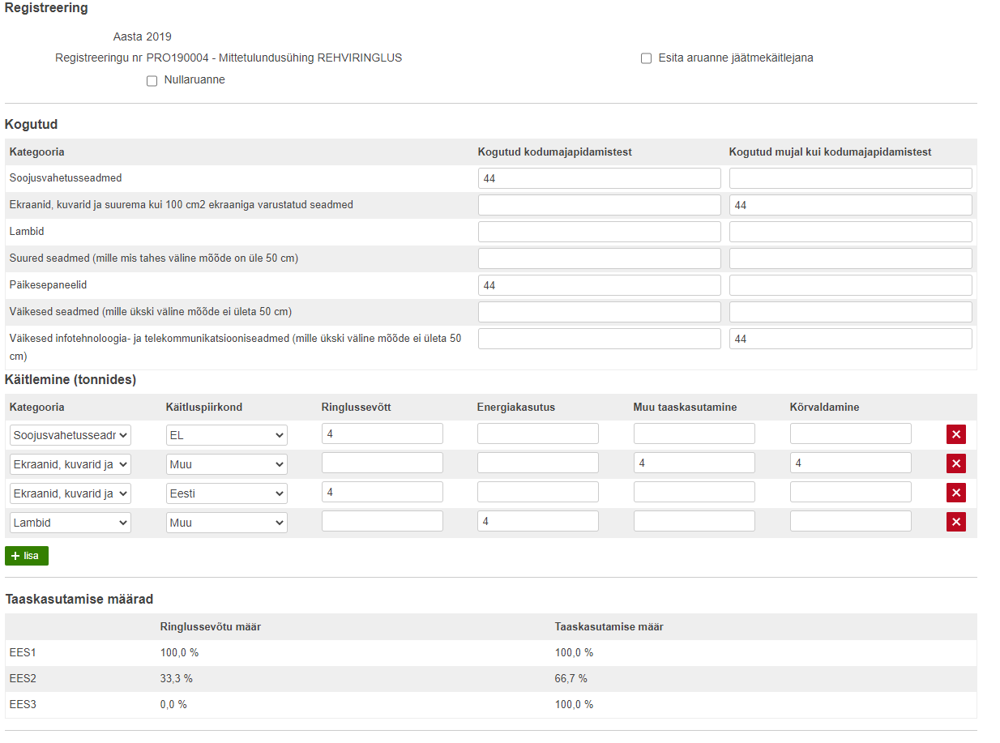 Registreering
Aasta 2019
Registreeringu nr PRO190004 - Mittetulundusühing REHVIRINGLUS
Esita aruanne jäätmekäitlejana
Nullaruanne
Kogutud
Kategooria Kogutud kodumajapidamistest Kogutud mujal kui kodumajapidamistest
Soojusvahetusseadmed 44
Ekraanid, kuvarid ja suurema kui 100 cm2 ekraaniga varustatud seadmed 44
Lambid
Suured seadmed (mille mis tahes väline mõõde on üle 50 cm)
Päikesepaneelid 44
Väikesed seadmed (mille ükski väline mõõde ei ületa 50 cm)
Väikesed infotehnoloogia- ja telekommunikatsiooniseadmed (mille ükski väline mõõde ei ületa 50 44
cm)
Käitlemine (tonnides)
Kategooria Käitluspiirkond Ringlussevõtt Energiakasutus Muu taaskasutamine Kõrvaldamine
Soojusvahetusseadr EL 4
Ekraanid, kuvarid ja Muu 4 4
Ekraanid, kuvarid ja Eesti 4
Lambid Muu 4
+ lisa
Taaskasutamise määrad
Ringlussevõtu määr Taaskasutamise määr
EES1 100,0 % 100,0 %
EES2 33,3 % 66,7 %
EES3 0,0 % 100,0 %